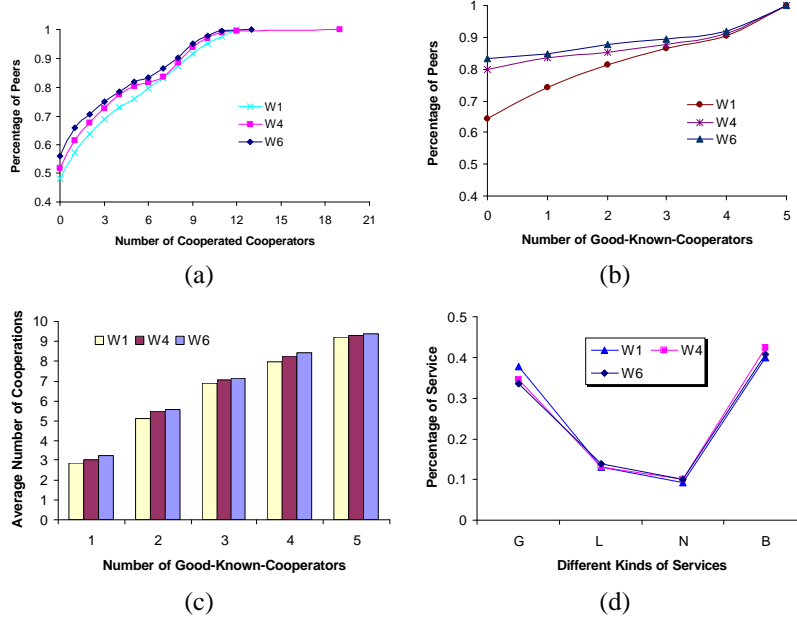 1
0.9
0.8
0.7
0.6
0.5
0.4
Percentage of Peers
W1
W4
W6
0 3 6 9 12 15 18 21
Number of Cooperated Cooperators
(a)
1
0.9
0.8
0.7
0.6
0.5
0.4
Percentage of Peers
W1
W4
W6
0 1 2 3 4 5
Number of Good-Known-Cooperators
(b)
10
9
8
7
6
5
4
3
2
1
0
Average Number of Cooperations
W1 W4 W6
1 2 3 4 5
Number of Good-Known-Cooperators
(c)
0.5
0.4
0.3
0.2
0.1
0
Percentage of Service
W1 W4
W6
G L N B
Different Kinds of Services
(d)